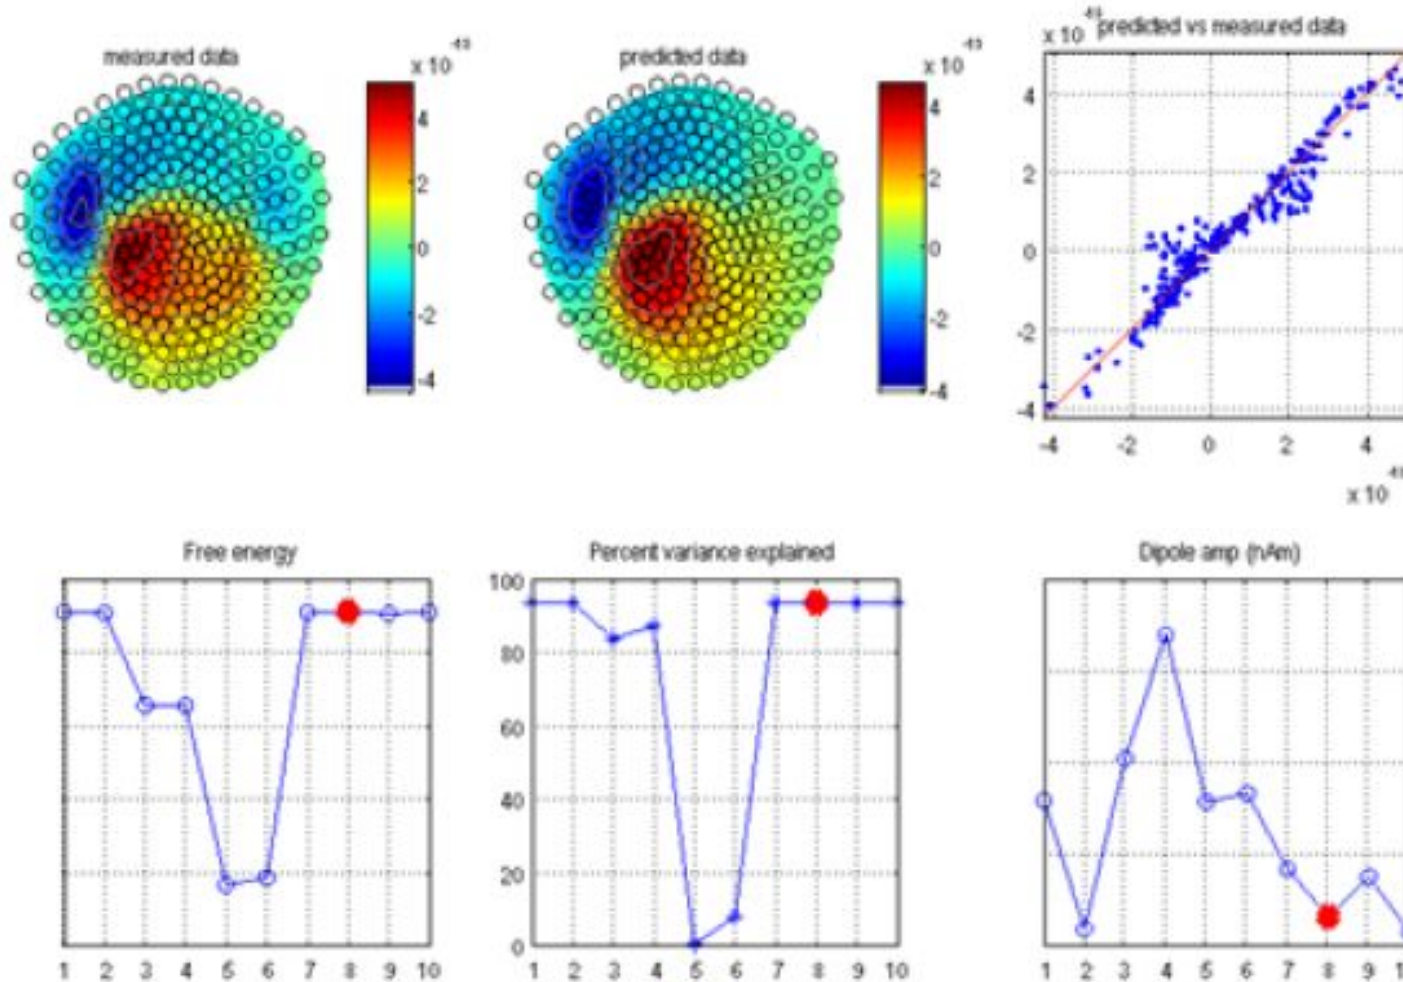 measured data
x 10
4
2
0
-2
-4
predicted data
x 10
4
2
0
-2
-4
predicted vs measured data
x 10
4
2
0
-2
-4
-4 -2 0 2 4
x 10
Free energy
1 2 3 4 5 6 7 8 9 10
Percent variance explained
100
80
60
40
20
0
1 2 3 4 5 6 7 8 9 10
Dipole amp (nAm)
1 2 3 4 5 6 7 8 9